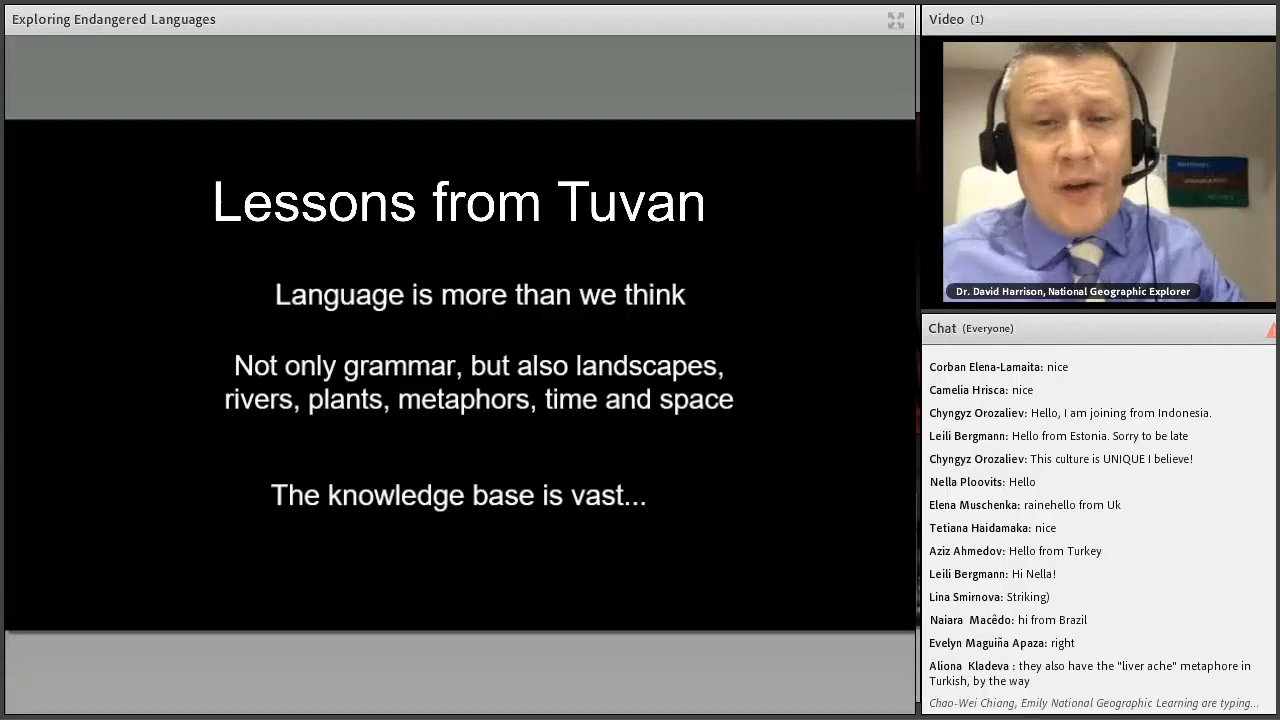 Exploring Endangered Languages
Lessons from Tuvan
Language is more than we think
Not only grammar, but also landscapes,
rivers, plants, metaphors, time and space
The knowledge base is vast...
Video (1)
Dr. David Harrison, National Geographic Explorer
Chat (Everyone)
Corban Elena-Lamaita: nice
Camelia Hrisca: nice
Chyngyz Orozaliev: Hello, I am joining from Indonesia.
Leili Bergmann: Hello from Estonia. Sorry to be late
Chyngyz Orozaliev: This culture is UNIQUE I believe!
Nella Ploovits: Hello
Elena Muschenka: rainehello from Uk
Tetiana Haidamaka: nice
Aziz Ahmedov: Hello from Turkey
Leili Bergmann: Hi Nella!
Lina Smirnova: Striking)
Naiara Macêdo: hi from Brazil
Evelyn Maguiña Apaza: right
Aliona Kladeva : they also have the "liver ache" metaphore in
Turkish, by the way
Chao-Wei Chiang, Emily National Geographic Learning are typing...